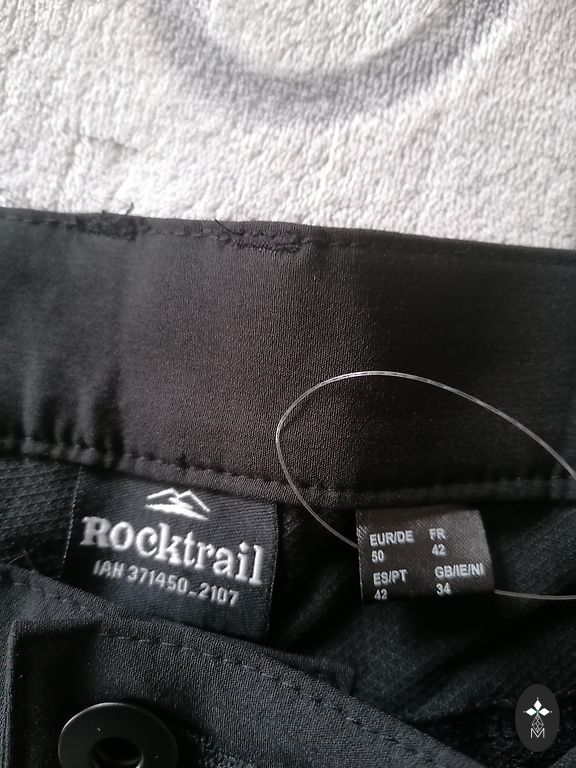 Rocktrail
IAN 371450_2107
EUR/DE FR
50 42
ES/PT GB/IE/NI
42 34
M